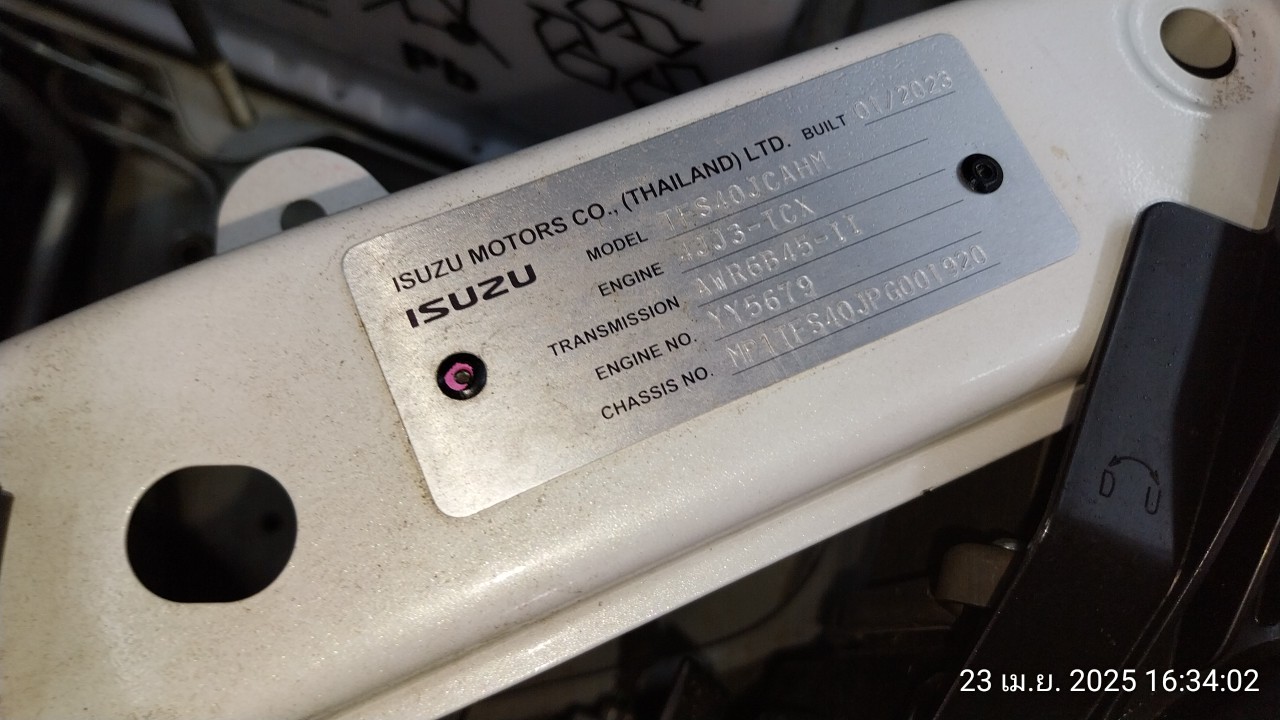 Pb
ISUZU MOTORS CO., (THAILAND) LTD. BUILT 01/2023
ISUZU
MODEL TFS40JCAHM
ENGINE 4JJ3-TCX
TRANSMISSION AWR6B45-II
ENGINE NO. YY5679
CHASSIS NO. MP1TFS40JPG001920
D U
23 เม.ย. 2025 16:34:02